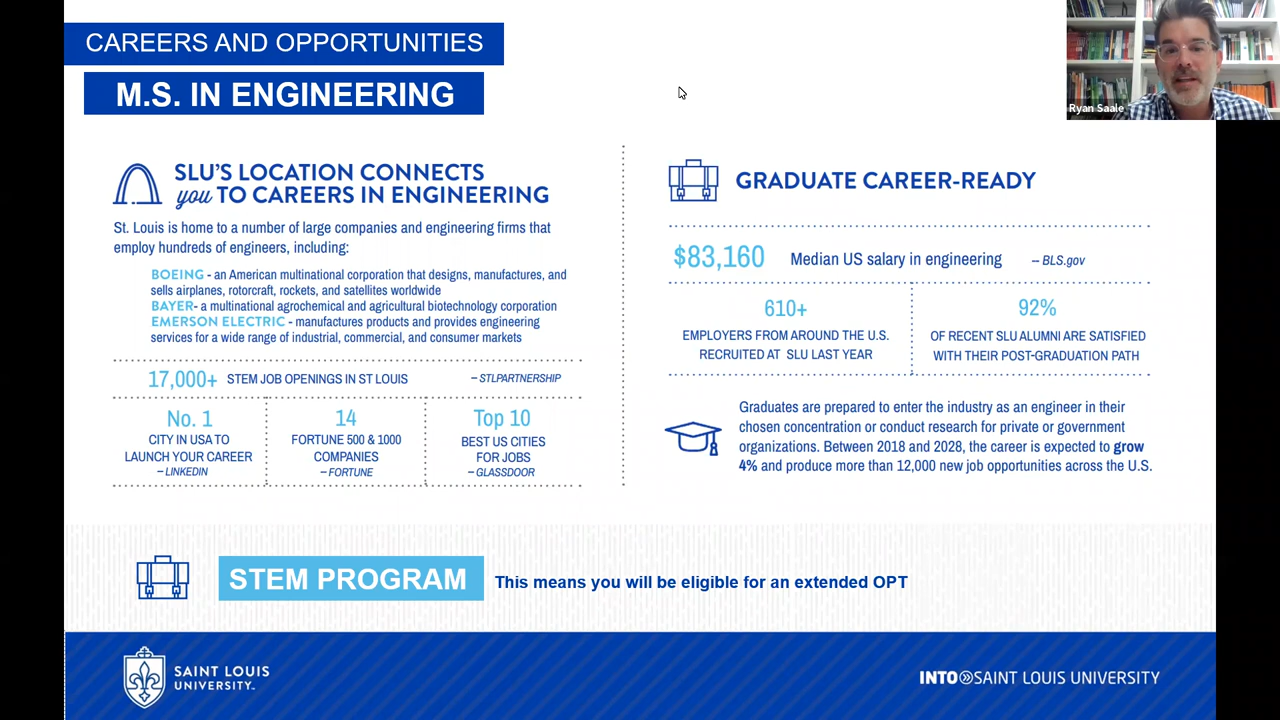 CAREERS AND OPPORTUNITIES
M.S. IN ENGINEERING
Ryan Saale
SLU'S LOCATION CONNECTS
you TO CAREERS IN ENGINEERING
St. Louis is home to a number of large companies and engineering firms that
employ hundreds of engineers, including:
BOEING - an American multinational corporation that designs, manufactures, and
sells airplanes, rotorcraft, rockets, and satellites worldwide
BAYER- a multinational agrochemical and agricultural biotechnology corporation
EMERSON ELECTRIC - manufactures products and provides engineering
services for a wide range of industrial, commercial, and consumer markets
17,000+ STEM JOB OPENINGS IN ST LOUIS – STLPARTNERSHIP
No. 1
CITY IN USA TO
LAUNCH YOUR CAREER
– LINKEDIN
14
FORTUNE 500 & 1000
COMPANIES
– FORTUNE
Top 10
BEST US CITIES
FOR JOBS
– GLASSDOOR
GRADUATE CAREER-READY
$83,160 Median US salary in engineering -- BLS.gov
610+
EMPLOYERS FROM AROUND THE U.S.
RECRUITED AT SLU LAST YEAR
92%
OF RECENT SLU ALUMNI ARE SATISFIED
WITH THEIR POST-GRADUATION PATH
Graduates are prepared to enter the industry as an engineer in their
chosen concentration or conduct research for private or government
organizations. Between 2018 and 2028, the career is expected to grow
4% and produce more than 12,000 new job opportunities across the U.S.
STEM PROGRAM This means you will be eligible for an extended OPT
SAINT LOUIS
UNIVERSITY™
INTO SAINT LOUIS UNIVERSITY